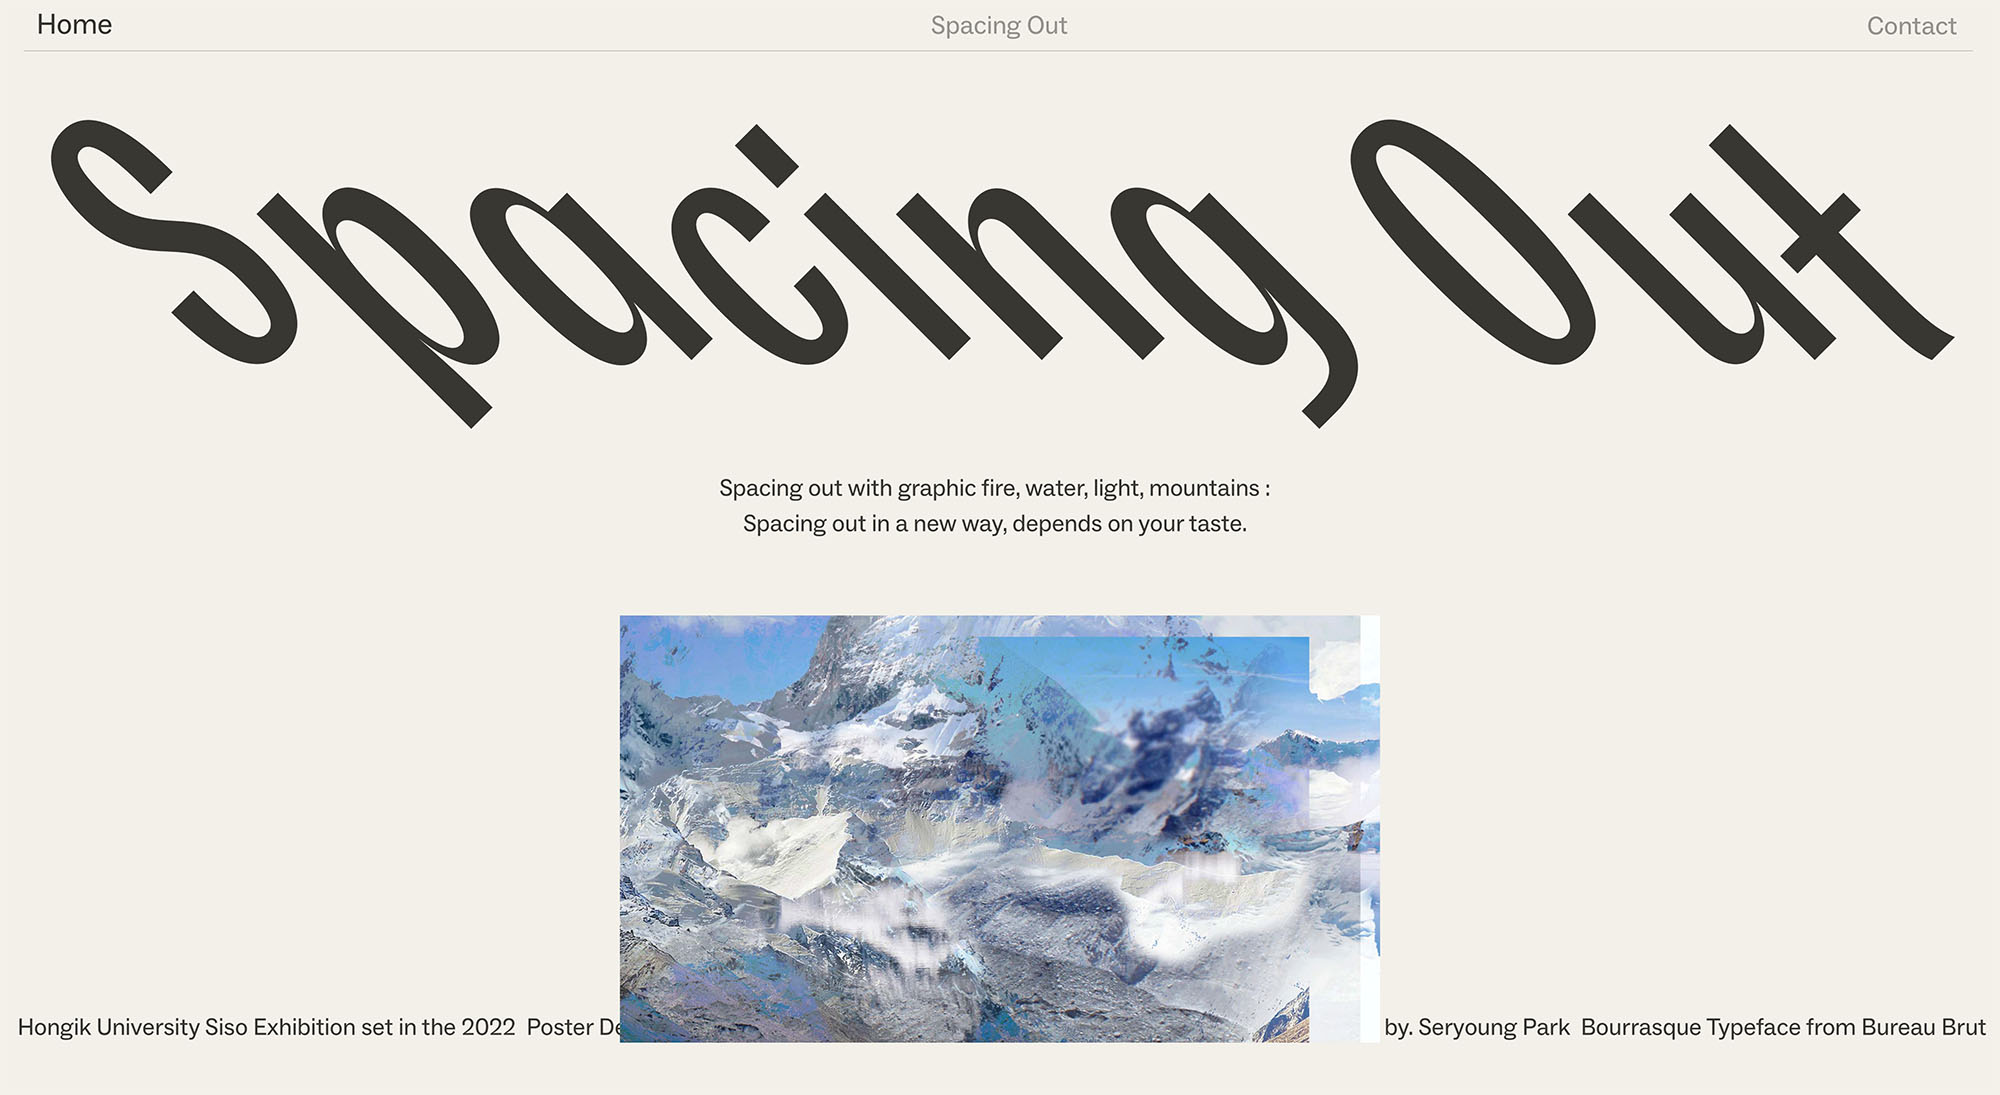 Home
Spacing Out
Contact
Spacing Out
Spacing out with graphic fire, water, light, mountains :
Spacing out in a new way, depends on your taste.
Hongik University Siso Exhibition set in the 2022 Poster
by. Seryoung Park Bourrasque Typeface from Bureau Brut